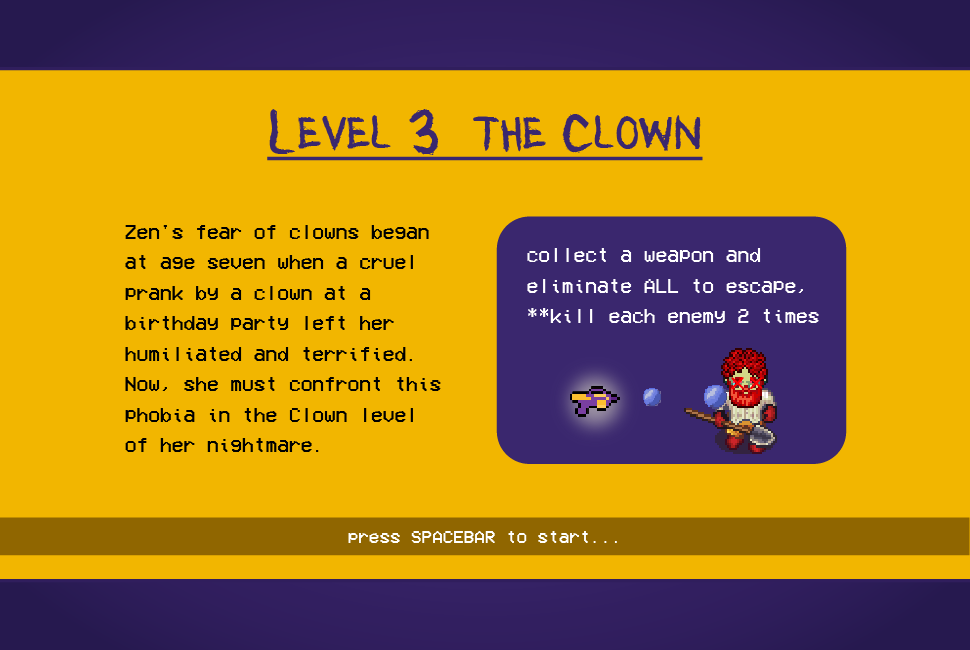 Level 3 the Clown
Zen's fear of clowns began
at age seven when a cruel
prank by a clown at a
birthday party left her
humiliated and terrified.
Now, she must confront this
phobia in the Clown level
of her nightmare.
collect a weapon and
eliminate ALL to escape,
**kill each enemy 2 times
press SPACEBAR to start...